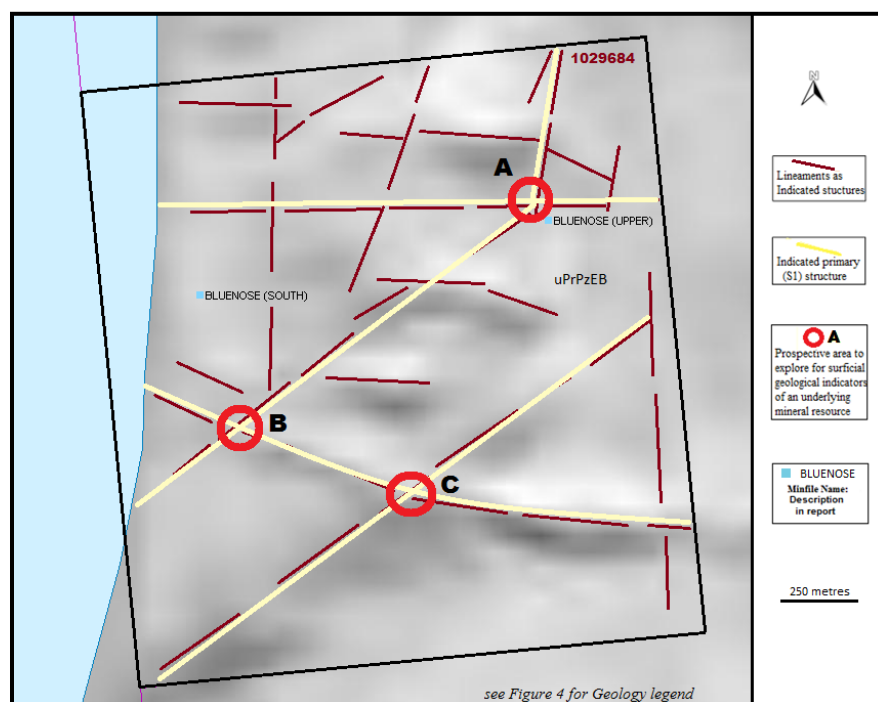 1029684
A
BLUENOSE (UPPER)
uPrPzEB
BLUENOSE (SOUTH)
B
C
see Figure 4 for Geology legend
N
Lineaments as
Indicated stuctures
Indicated primary
(S1) structure
A
Prospective area to
explore for surficial
geological indicators
of an underlying
mineral resource
BLUENOSE
Minfile Name:
Description
in report
250 metres